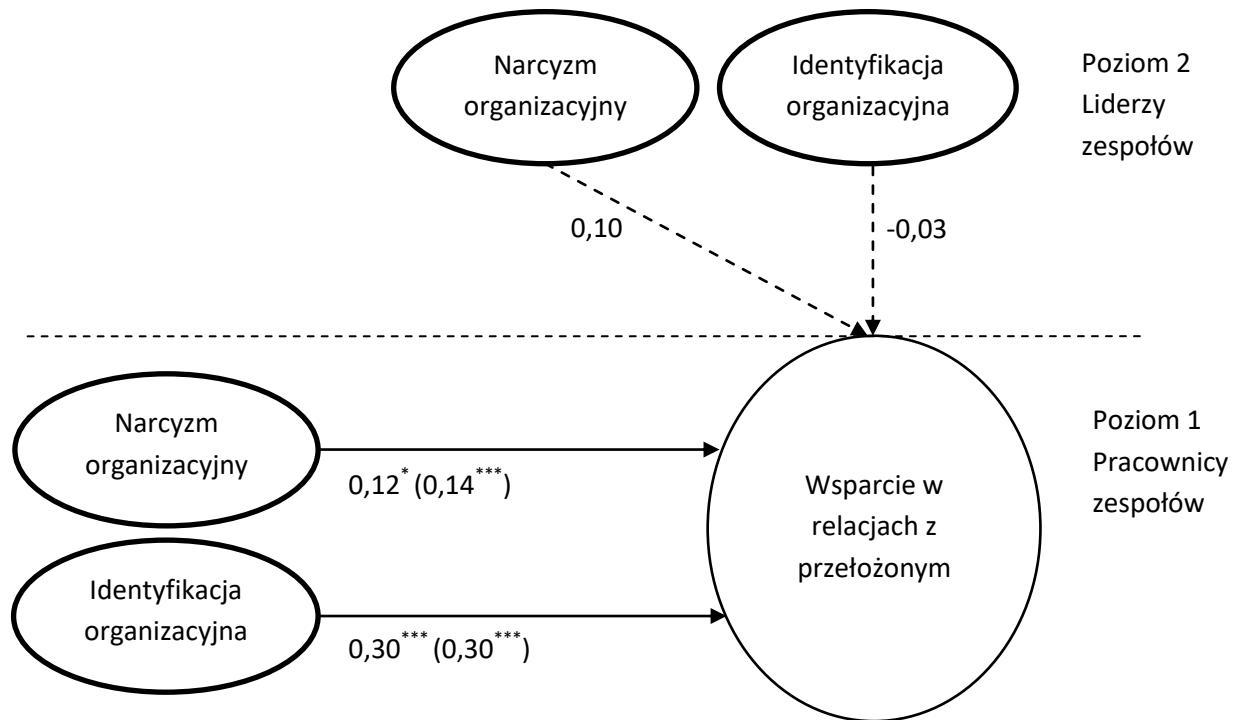 Narcyzm
organizacyjny
Identyfikacja
organizacyjna
Poziom 2
Liderzy
zespołów
0,10
-0,03
Narcyzm
organizacyjny
0,12* (0,14***)
Identyfikacja
organizacyjna
0,30*** (0,30***)
Wsparcie w
relacjach z
przełożonym
Poziom 1
Pracownicy
zespołów